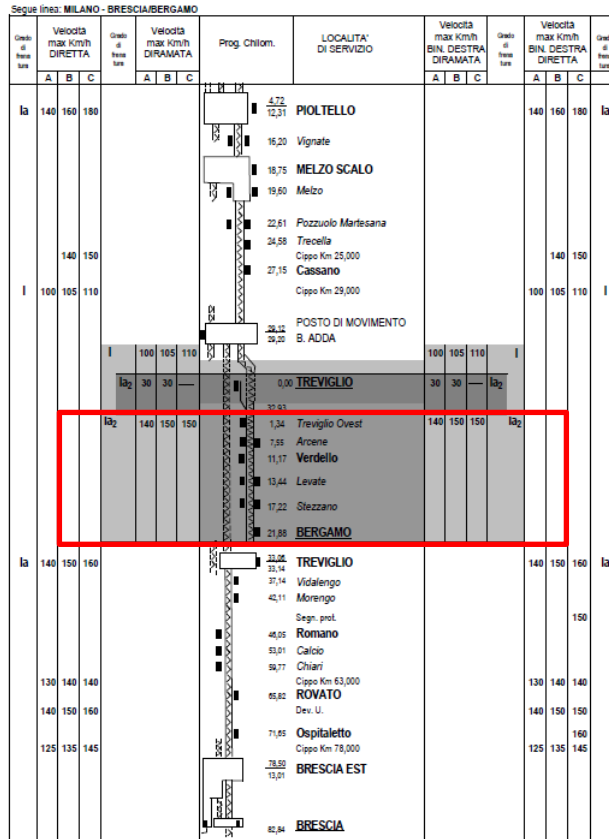 Segue linea: MILANO - BRESCIA/BERGAMO
Grado di frena tura
Velocità max Km/h DIRETTA
Grado di frena tura
Velocità max Km/h DIRAMATA
Prog. Chilom.
LOCALITA' DI SERVIZIO
Velocità max Km/h BIN. DESTRA DIRAMATA
Grado di frena tura
Velocità max Km/h BIN. DESTRA DIRETTA
Grado di frena tura
A B C A B C A B C A B C
4,72
Ia 140 160 180 12,31 PIOLTELLO 140 160 180 Ia
16,20 Vignate
18,75 MELZO SCALO
19,60 Melzo
22,61 Pozzuolo Martesana
24,58 Trecella
140 150 Cippo Km 25,000 140 150
27,15 Cassano
I 100 105 110 Cippo Km 29,000 100 105 110 I
29,12 POSTO DI MOVIMENTO
29,20 B. ADDA
I 100 105 110 100 105 110 I
Ia2 30 30 — 0,00 TREVIGLIO 30 30 — Ia2
32,93
Ia2 140 150 150 1,34 Treviglio Ovest 140 150 150 Ia2
7,55 Arcene
11,17 Verdello
13,44 Levate
17,22 Stezzano
21,88 BERGAMO
33,06
Ia 140 150 160 33,14 TREVIGLIO 140 150 160 Ia
37,14 Vidalengo
42,11 Morengo
Segn. prot. 150
46,05 Romano
53,01 Calcio
59,77 Chiari
130 140 140 Cippo Km 63,000 130 140 140
65,82 ROVATO
140 150 160 Dev. U. 140 150 150
71,65 Ospitaletto 160
125 135 145 Cippo Km 78,000 125 135 145
78,50
13,01 BRESCIA EST
82,84 BRESCIA